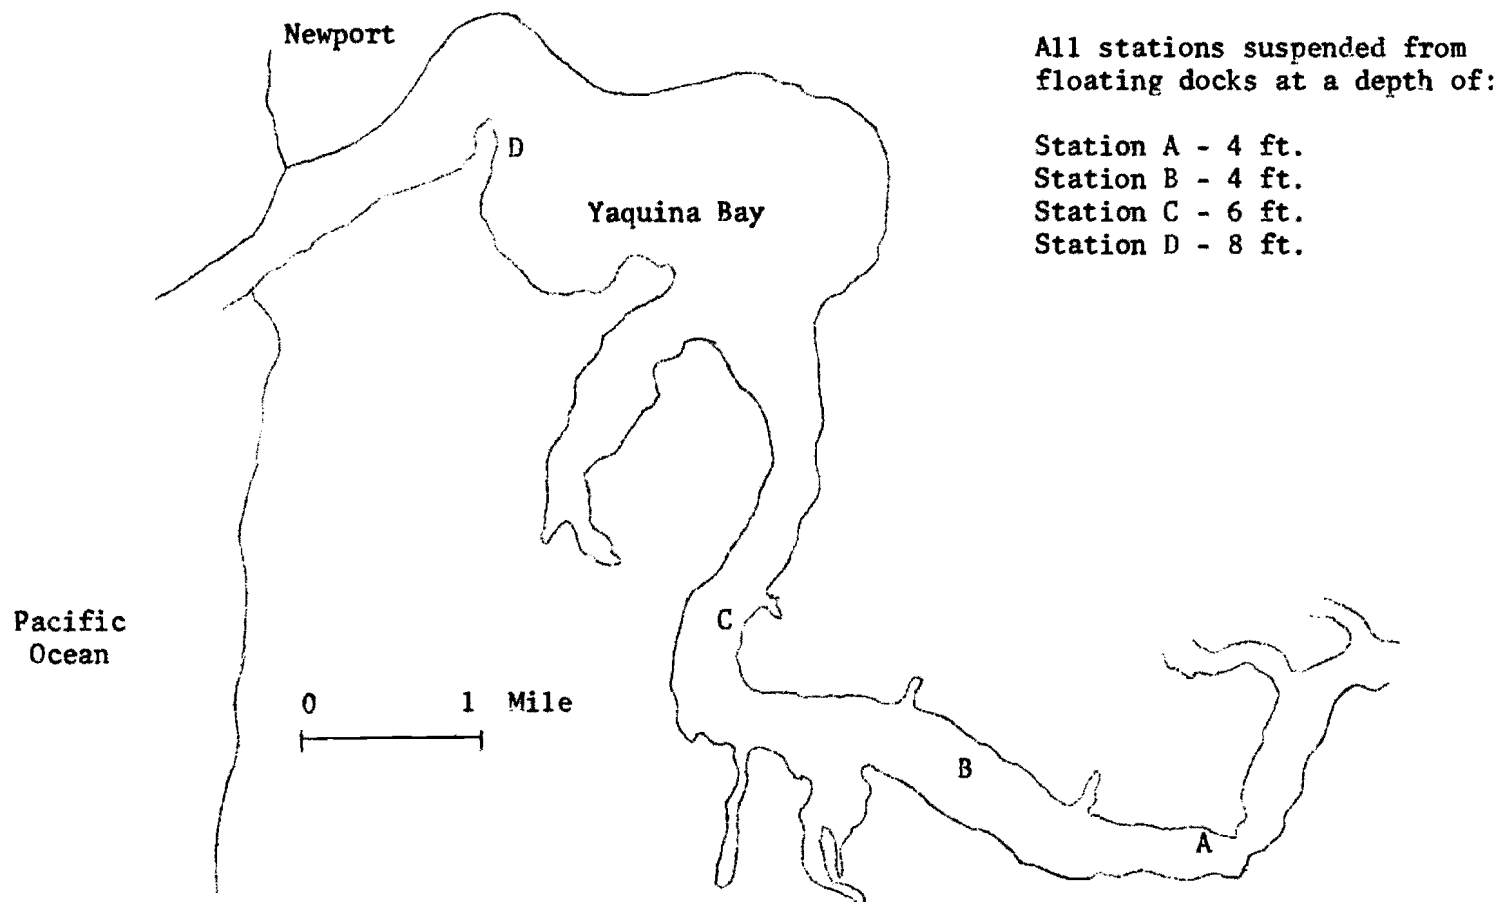 Newport
All stations suspended from
floating docks at a depth of:
Station A - 4 ft.
Station B - 4 ft.
Station C - 6 ft.
Station D - 8 ft.
D
Yaquina Bay
C
Pacific
Ocean
0 1 Mile
B
A